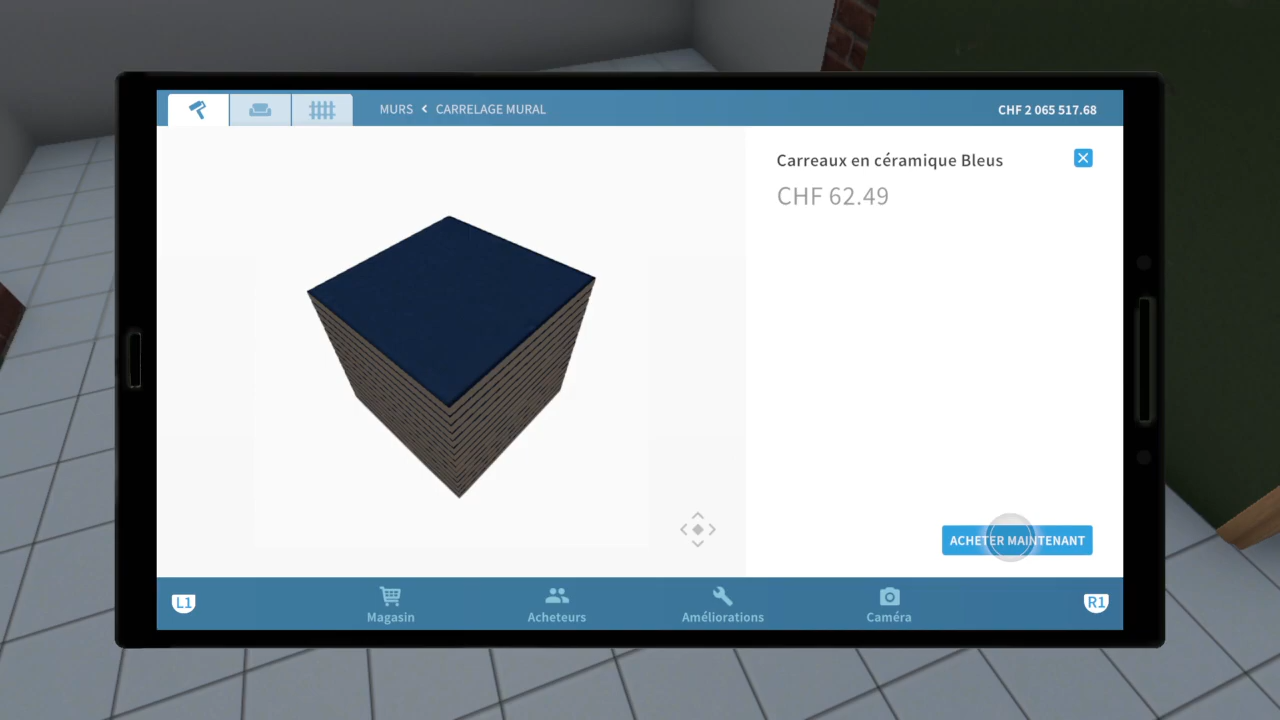 MURS < CARRELAGE MURAL
CHF 2 065 517.68
Carreaux en céramique Bleus
CHF 62.49
ACHETER MAINTENANT
L1
Magasin
Acheteurs
Améliorations
Caméra
R1